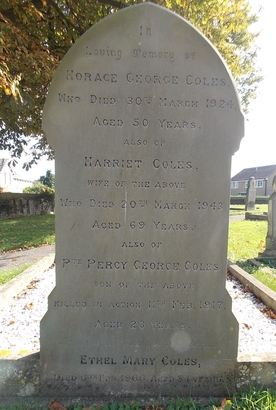 In
Loving Memory of
Horace George Coles,
Who Died 30th March 1924,
Aged 50 Years.
also of
Harriet Coles,
wife of the above
Who Died 20th March 1943
Aged 69 Years.
also of
Pte Percy George Coles
son of the above
Killed in Action 1st Feb. 1917,
Aged 23 Years.
Ethel Mary Coles,
Died